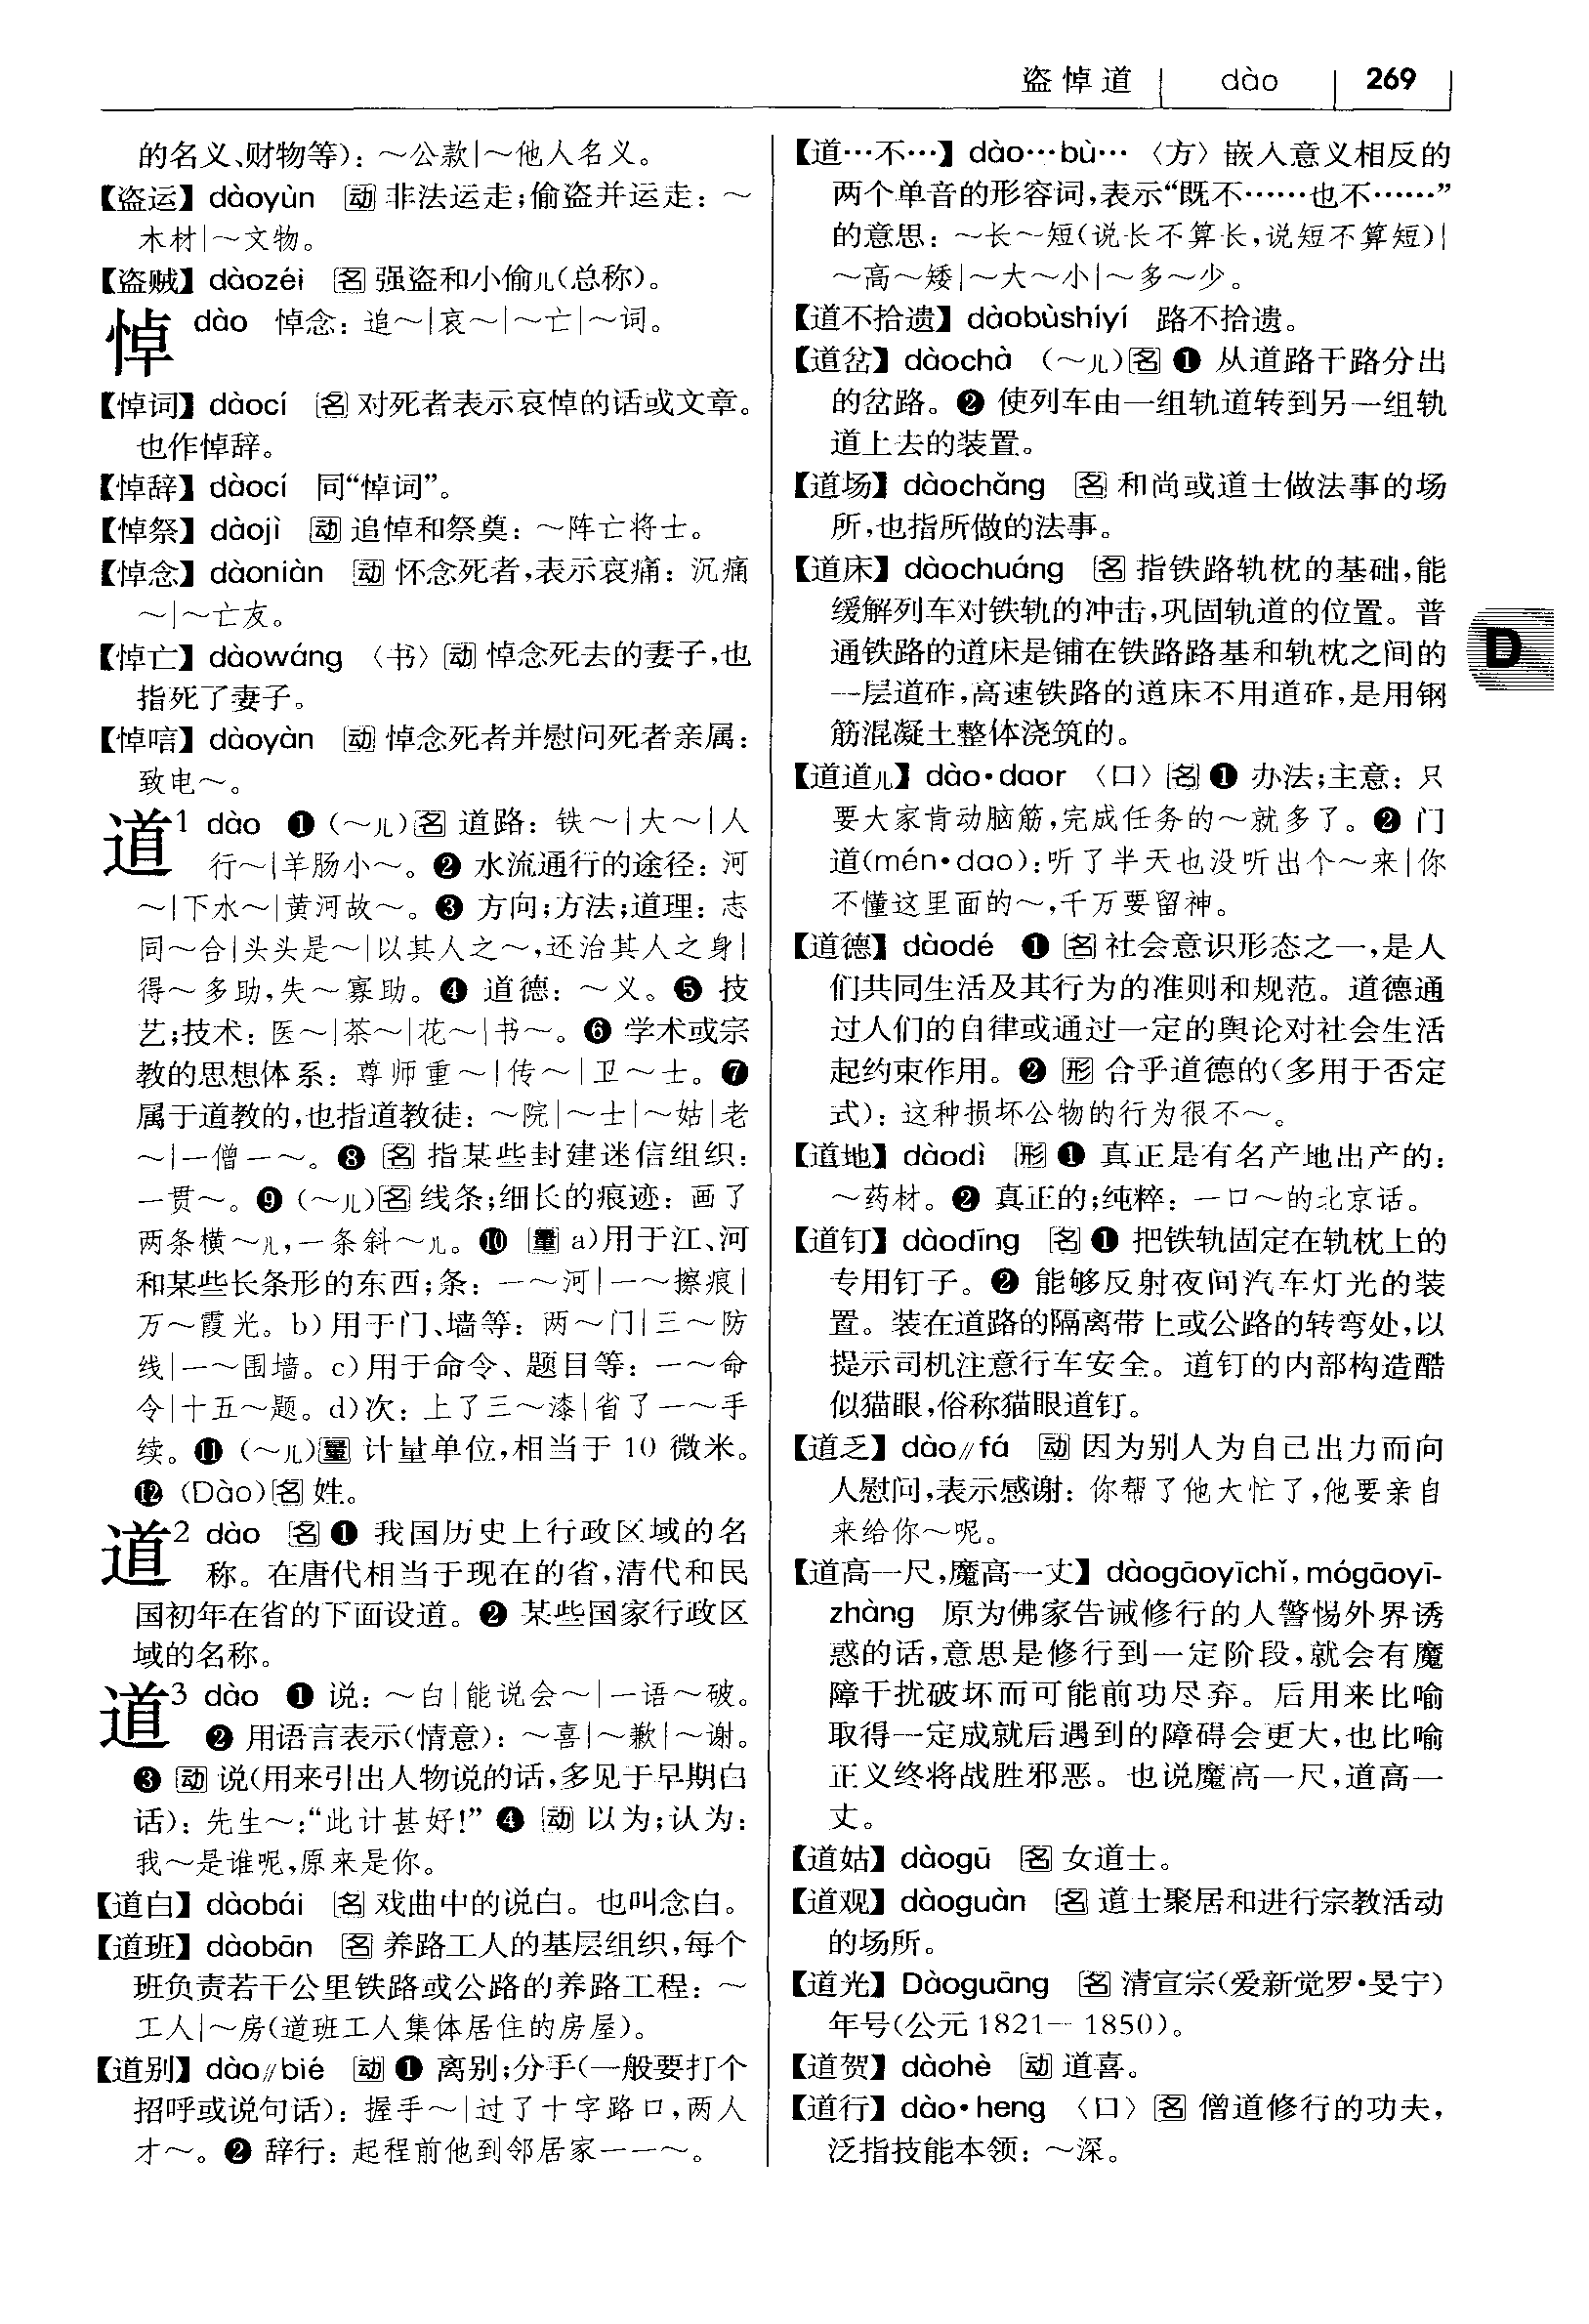 盗悼道 dào 269
的名义、财物等)：～公款|～他人名义。
【盗运】dàoyùn 动 非法运走;偷盗并运走：～
木材|～文物。
【盗贼】dàozéi 名 强盗和小偷儿(总称)。
悼 dào 悼念：追～|哀～|～亡|～词。
【悼词】dàocí 名 对死者表示哀悼的话或文章。
也作悼辞。
【悼辞】dàocí 同“悼词”。
【悼祭】dàojì 动 追悼和祭奠：～阵亡将士。
【悼念】dàoniàn 动 怀念死者,表示哀痛：沉痛
～|～亡友。
【悼亡】dàowáng 〈书〉动 悼念死去的妻子,也
指死了妻子。
【悼唁】dàoyàn 动 悼念死者并慰问死者亲属：
致电～。
道1 dào ❶ (～儿)名 道路：铁～|大～|人
行～|羊肠小～。❷ 水流通行的途径：河
～|下水～|黄河故～。❸ 方向;方法;道理：志
同～合|头头是～|以其人之～,还治其人之身|
得～多助,失～寡助。❹ 道德：～义。❺ 技
艺;技术：医～|茶～|花～|书～。❻ 学术或宗
教的思想体系：尊师重～|传～|卫～士。❼
属于道教的,也指道教徒：～院|～士|～姑|老
～|一僧一～。❽ 名 指某些封建迷信组织：
一贯～。❾ (～儿)名 线条;细长的痕迹：画了
两条横～儿,一条斜～儿。❿ 量 a)用于江、河
和某些长条形的东西;条：一～河|一～擦痕|
万～霞光。b)用于门、墙等：两～门|三～防
线|一～围墙。c)用于命令、题目等：一～命
令|十五～题。d)次：上了三～漆|省了一～手
续。⓫ (～儿)量 计量单位,相当于 10 微米。
⓬ (Dào)名 姓。
道2 dào 名 ❶ 我国历史上行政区域的名
称。在唐代相当于现在的省,清代和民
国初年在省的下面设道。❷ 某些国家行政区
域的名称。
道3 dào ❶ 说：～白|能说会～|一语～破。
❷ 用语言表示(情意)：～喜|～歉|～谢。
❸ 动 说(用来引出人物说的话,多见于早期白
话)：先生～:“此计甚好!” ❹ 动 以为;认为：
我～是谁呢,原来是你。
【道白】dàobái 名 戏曲中的说白。也叫念白。
【道班】dàobān 名 养路工人的基层组织,每个
班负责若干公里铁路或公路的养路工程：～
工人|～房(道班工人集体居住的房屋)。
【道别】dào∥bié 动 ❶ 离别;分手(一般要打个
招呼或说句话)：握手～|过了十字路口,两人
才～。❷ 辞行：起程前他到邻居家一一～。
【道…不…】dào…bù… 〈方〉嵌入意义相反的
两个单音的形容词,表示“既不……也不……”
的意思：～长～短(说长不算长,说短不算短)|
～高～矮|～大～小|～多～少。
【道不拾遗】dàobùshíyí 路不拾遗。
【道岔】dàochà (～儿)名 ❶ 从道路干路分出
的岔路。❷ 使列车由一组轨道转到另一组轨
道上去的装置。
【道场】dàochǎng 名 和尚或道士做法事的场
所,也指所做的法事。
【道床】dàochuáng 名 指铁路轨枕的基础,能
缓解列车对铁轨的冲击,巩固轨道的位置。普
通铁路的道床是铺在铁路路基和轨枕之间的
一层道砟,高速铁路的道床不用道砟,是用钢
筋混凝土整体浇筑的。
D
【道道儿】dào·daor 〈口〉名 ❶ 办法;主意：只
要大家肯动脑筋,完成任务的～就多了。❷ 门
道(mén·dao)：听了半天也没听出个～来|你
不懂这里面的～,千万要留神。
【道德】dàodé ❶ 名 社会意识形态之一,是人
们共同生活及其行为的准则和规范。道德通
过人们的自律或通过一定的舆论对社会生活
起约束作用。❷ 形 合乎道德的(多用于否定
式)：这种损坏公物的行为很不～。
【道地】dàodì 形 ❶ 真正是有名产地出产的：
～药材。❷ 真正的;纯粹：一口～的北京话。
【道钉】dàodīng 名 ❶ 把铁轨固定在轨枕上的
专用钉子。❷ 能够反射夜间汽车灯光的装
置。装在道路的隔离带上或公路的转弯处,以
提示司机注意行车安全。道钉的内部构造酷
似猫眼,俗称猫眼道钉。
【道乏】dào∥fá 动 因为别人为自己出力而向
人慰问,表示感谢：你帮了他大忙了,他要亲自
来给你～呢。
【道高一尺,魔高一丈】dàogāoyīchǐ, mógāoyī-
zhàng 原为佛家告诫修行的人警惕外界诱
惑的话,意思是修行到一定阶段,就会有魔
障干扰破坏而可能前功尽弃。后用来比喻
取得一定成就后遇到的障碍会更大,也比喻
正义终将战胜邪恶。也说魔高一尺,道高一
丈。
【道姑】dàogū 名 女道士。
【道观】dàoguàn 名 道士聚居和进行宗教活动
的场所。
【道光】Dàoguāng 名 清宣宗(爱新觉罗·旻宁)
年号(公元 1821—1850)。
【道贺】dàohè 动 道喜。
【道行】dào·heng 〈口〉名 僧道修行的功夫,
泛指技能本领：～深。